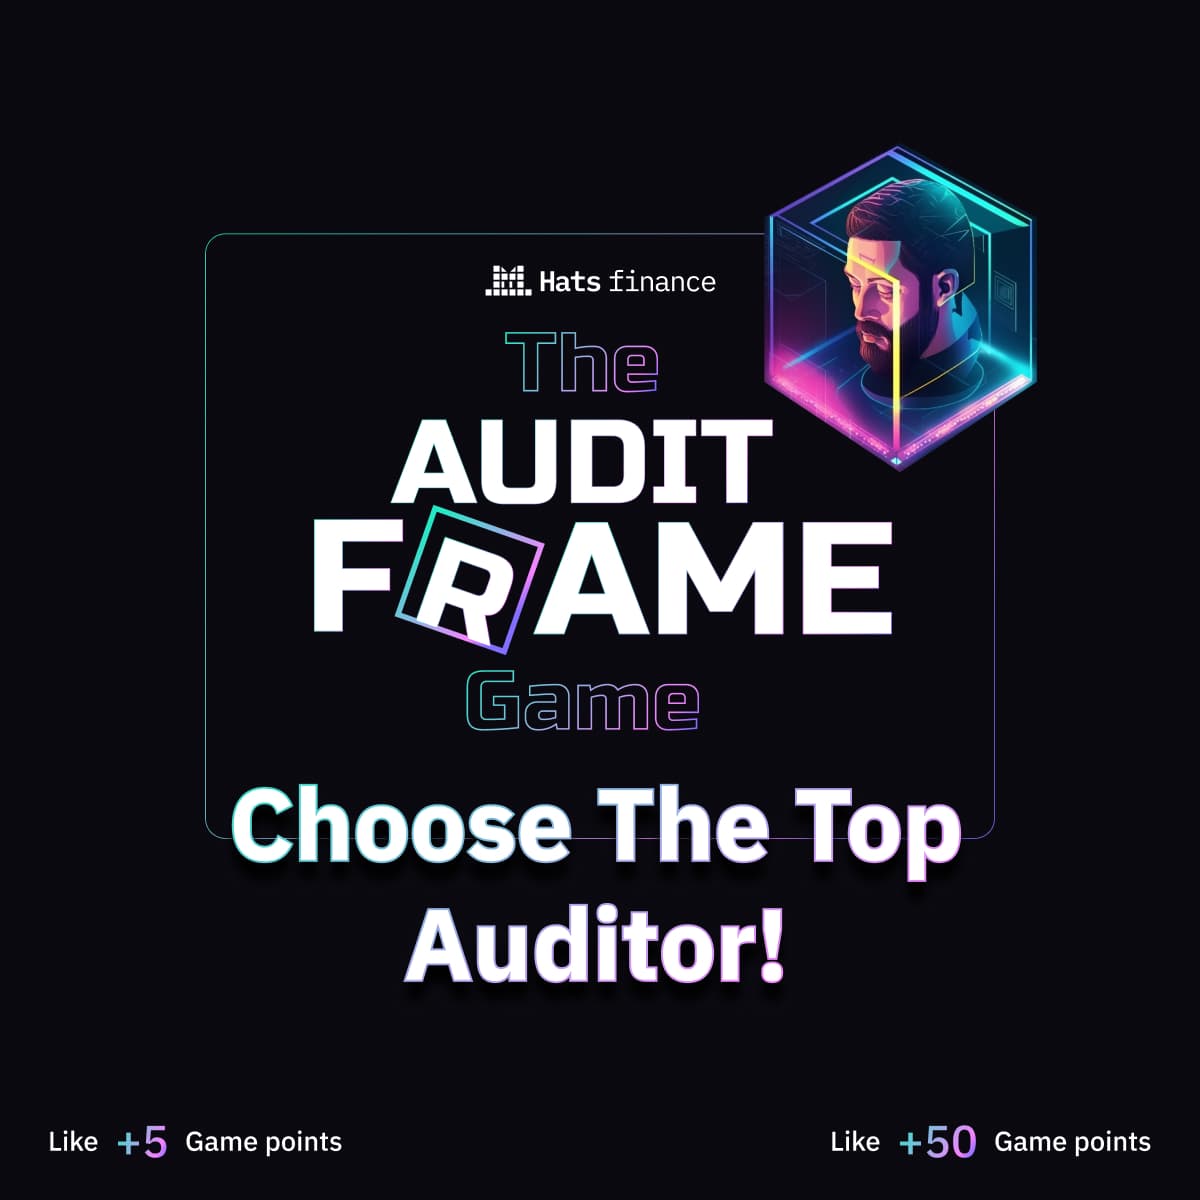 Hats finance
The
AUDIT
FRAME
Game
Choose The Top
Auditor!
Like +5 Game points
Like +50 Game points